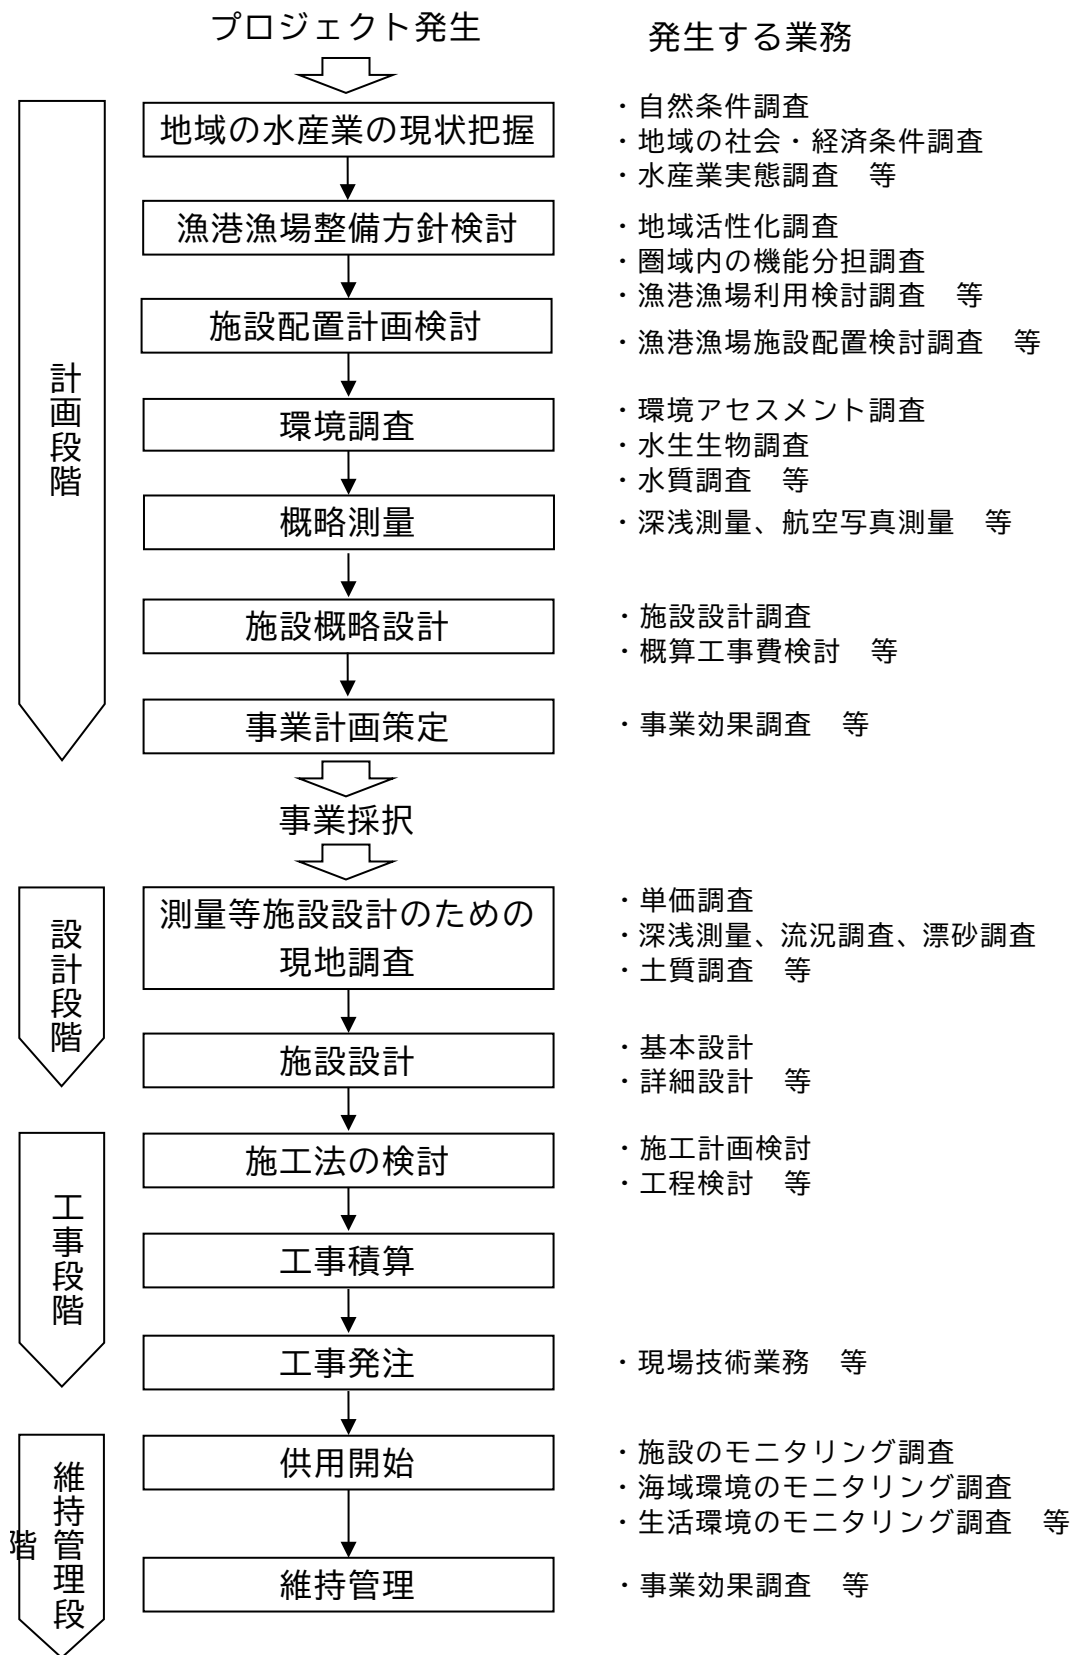 プロジェクト発生
発生する業務
計画段階
地域の水産業の現状把握
・自然条件調査
・地域の社会・経済条件調査
・水産業実態調査　等
漁港漁場整備方針検討
・地域活性化調査
・圏域内の機能分担調査
・漁港漁場利用検討調査　等
施設配置計画検討
・漁港漁場施設配置検討調査　等
環境調査
・環境アセスメント調査
・水生生物調査
・水質調査　等
概略測量
・深浅測量、航空写真測量　等
施設概略設計
・施設設計調査
・概算工事費検討　等
事業計画策定
・事業効果調査　等
事業採択
設計段階
測量等施設設計のための
現地調査
・単価調査
・深浅測量、流況調査、漂砂調査
・土質調査　等
施設設計
・基本設計
・詳細設計　等
工事段階
施工法の検討
・施工計画検討
・工程検討　等
工事積算
工事発注
・現場技術業務　等
維持管理段
階
供用開始
・施設のモニタリング調査
・海域環境のモニタリング調査
・生活環境のモニタリング調査　等
維持管理
・事業効果調査　等